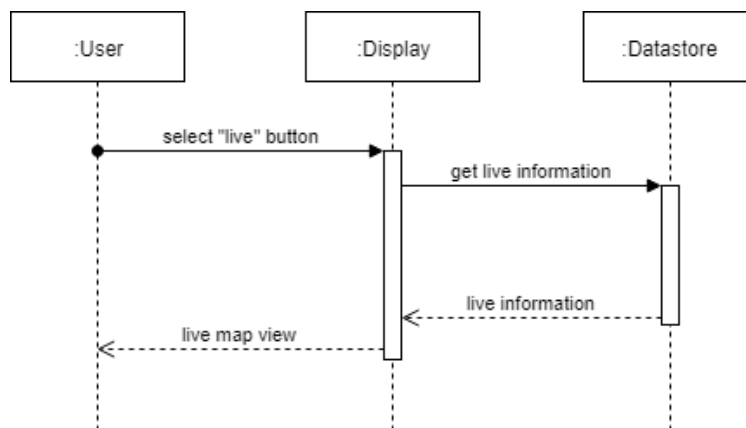 :User
:Display
:Datastore
select "live" button
get live information
live information
live map view